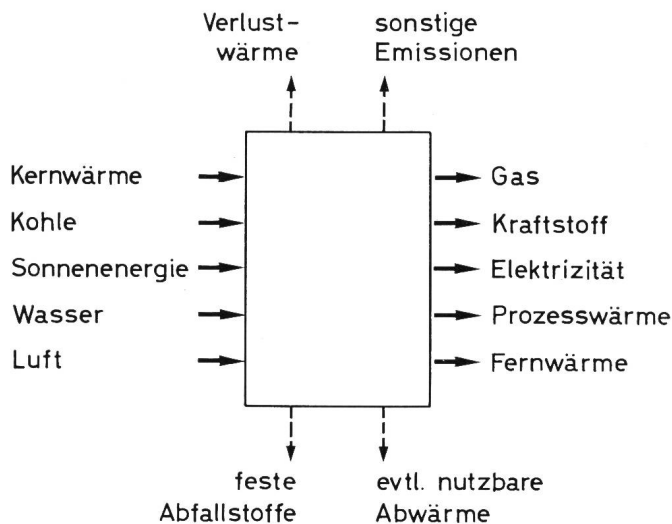 Verlust-
wärme
sonstige
Emissionen
Kernwärme
Kohle
Sonnenenergie
Wasser
Luft
Gas
Kraftstoff
Elektrizität
Prozesswärme
Fernwärme
feste
Abfallstoffe
evtl. nutzbare
Abwärme